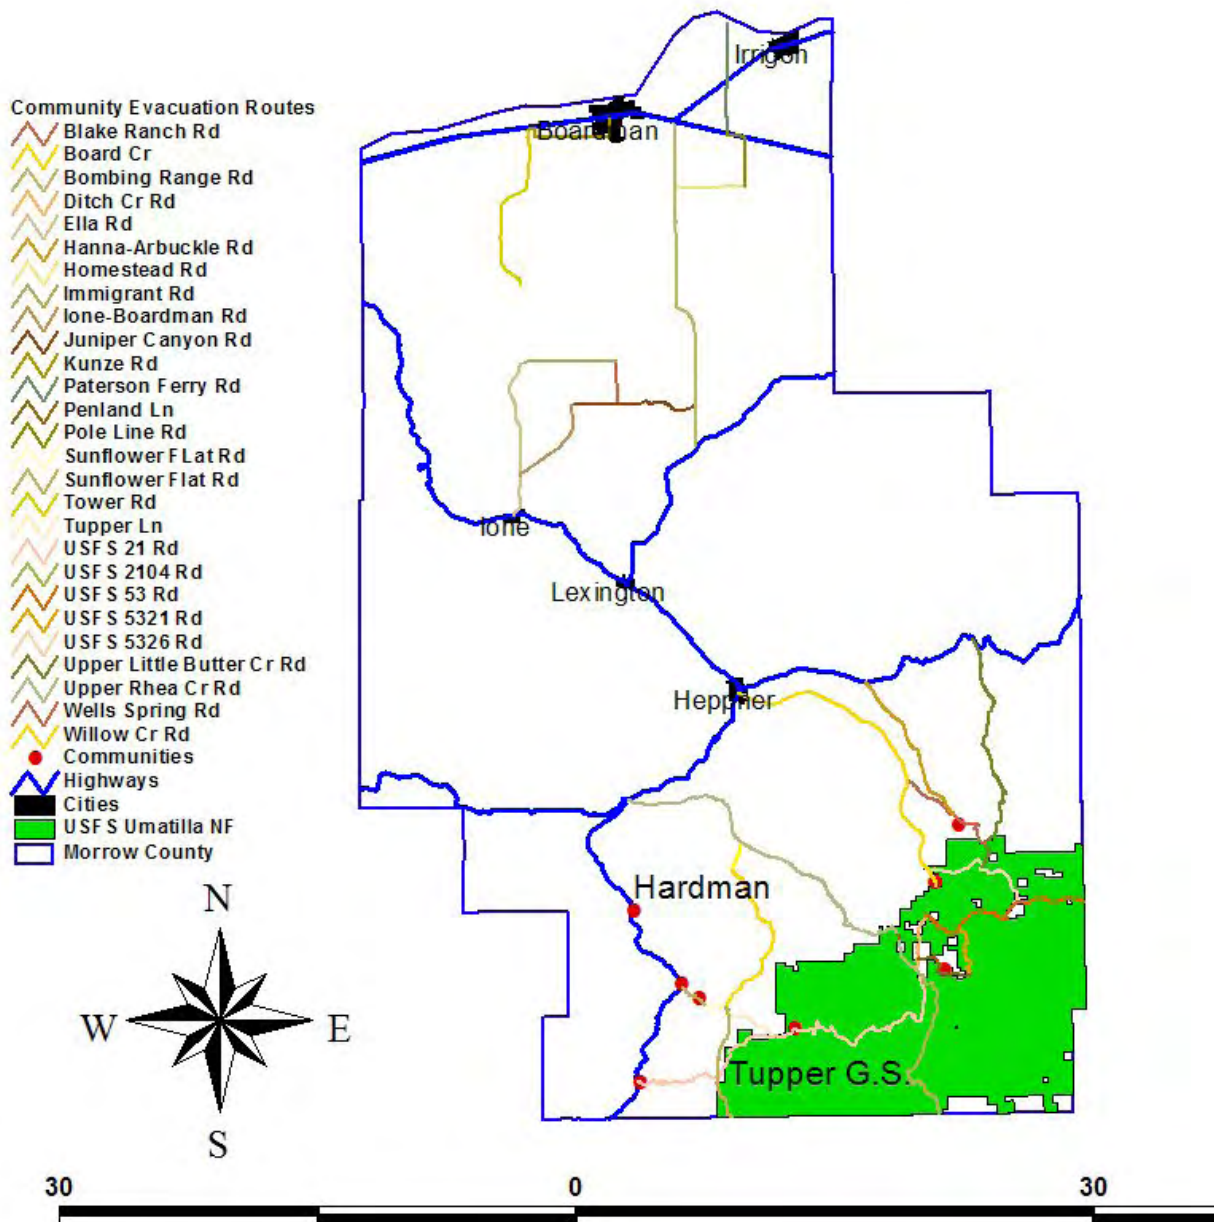 Irrigon
Boardman
Community Evacuation Routes
Blake Ranch Rd
Board Cr
Bombing Range Rd
Ditch Cr Rd
Ella Rd
Hanna-Arbuckle Rd
Homestead Rd
Immigrant Rd
Ione-Boardman Rd
Juniper Canyon Rd
Kunze Rd
Paterson Ferry Rd
Penland Ln
Pole Line Rd
Sunflower FLat Rd
Sunflower Flat Rd
Tower Rd
Tupper Ln
USFS 21 Rd
USFS 2104 Rd
USFS 53 Rd
USFS 5321 Rd
USFS 5326 Rd
Upper Little Butter Cr Rd
Upper Rhea Cr Rd
Wells Spring Rd
Willow Cr Rd
Communities
Highways
Cities
USFS Umatilla NF
Morrow County
Ione
Lexington
Heppner
Hardman
Tupper G.S.
N
W
E
S
30 0 30